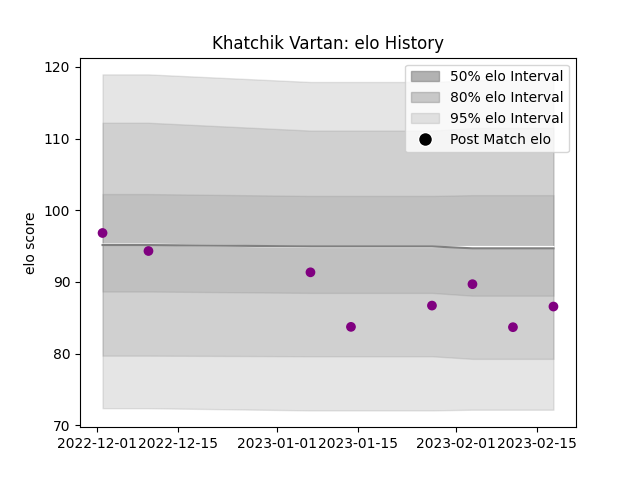 Khatchik Vartan: elo History
50% elo Interval
80% elo Interval
95% elo Interval
Post Match elo
elo score
120
110
100
90
80
70
2022-12-01
2022-12-15
2023-01-01
2023-01-15
2023-02-01
2023-02-15